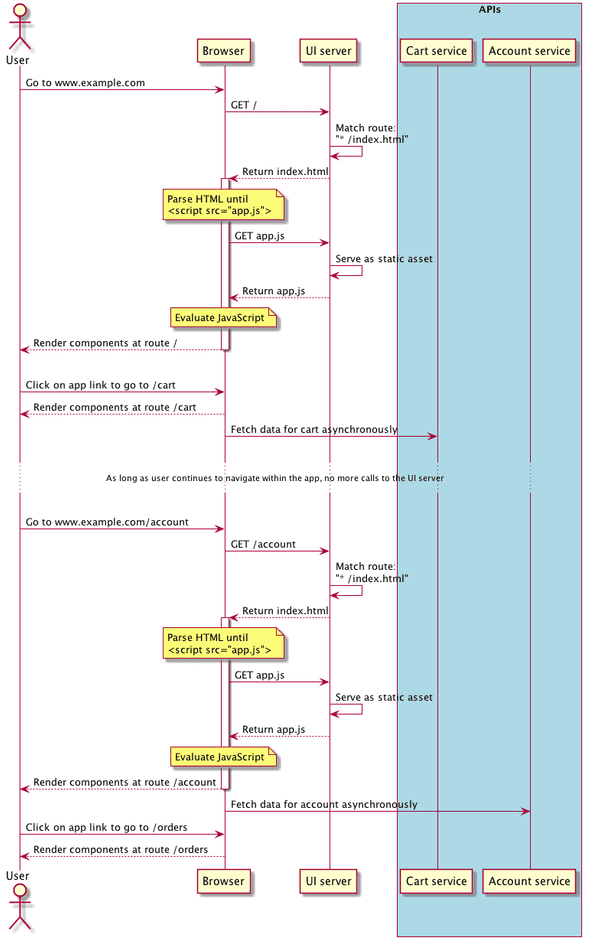 APIs
User
Browser
UI server
Cart service
Account service
Go to www.example.com
GET /
Match route:
"* /index.html"
Return index.html
Parse HTML until
<script src="app.js">
GET app.js
Serve as static asset
Return app.js
Evaluate JavaScript
Render components at route /
Click on app link to go to /cart
Render components at route /cart
Fetch data for cart asynchronously
As long as user continues to navigate within the app, no more calls to the UI server
Go to www.example.com/account
GET /account
Match route:
"* /index.html"
Return index.html
Parse HTML until
<script src="app.js">
GET app.js
Serve as static asset
Return app.js
Evaluate JavaScript
Render components at route /account
Fetch data for account asynchronously
Click on app link to go to /orders
Render components at route /orders
User
Browser
UI server
Cart service
Account service